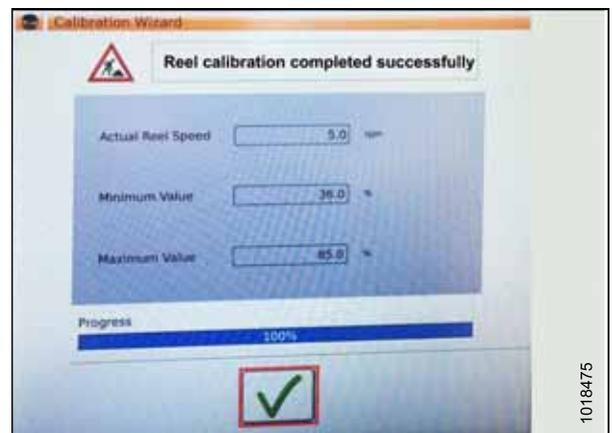 Calibration Wizard
Reel calibration completed successfully
Actual Reel Speed 5.0 rpm
Minimum Value 36.0 %
Maximum Value 85.0 %
Progress
100%
1018475